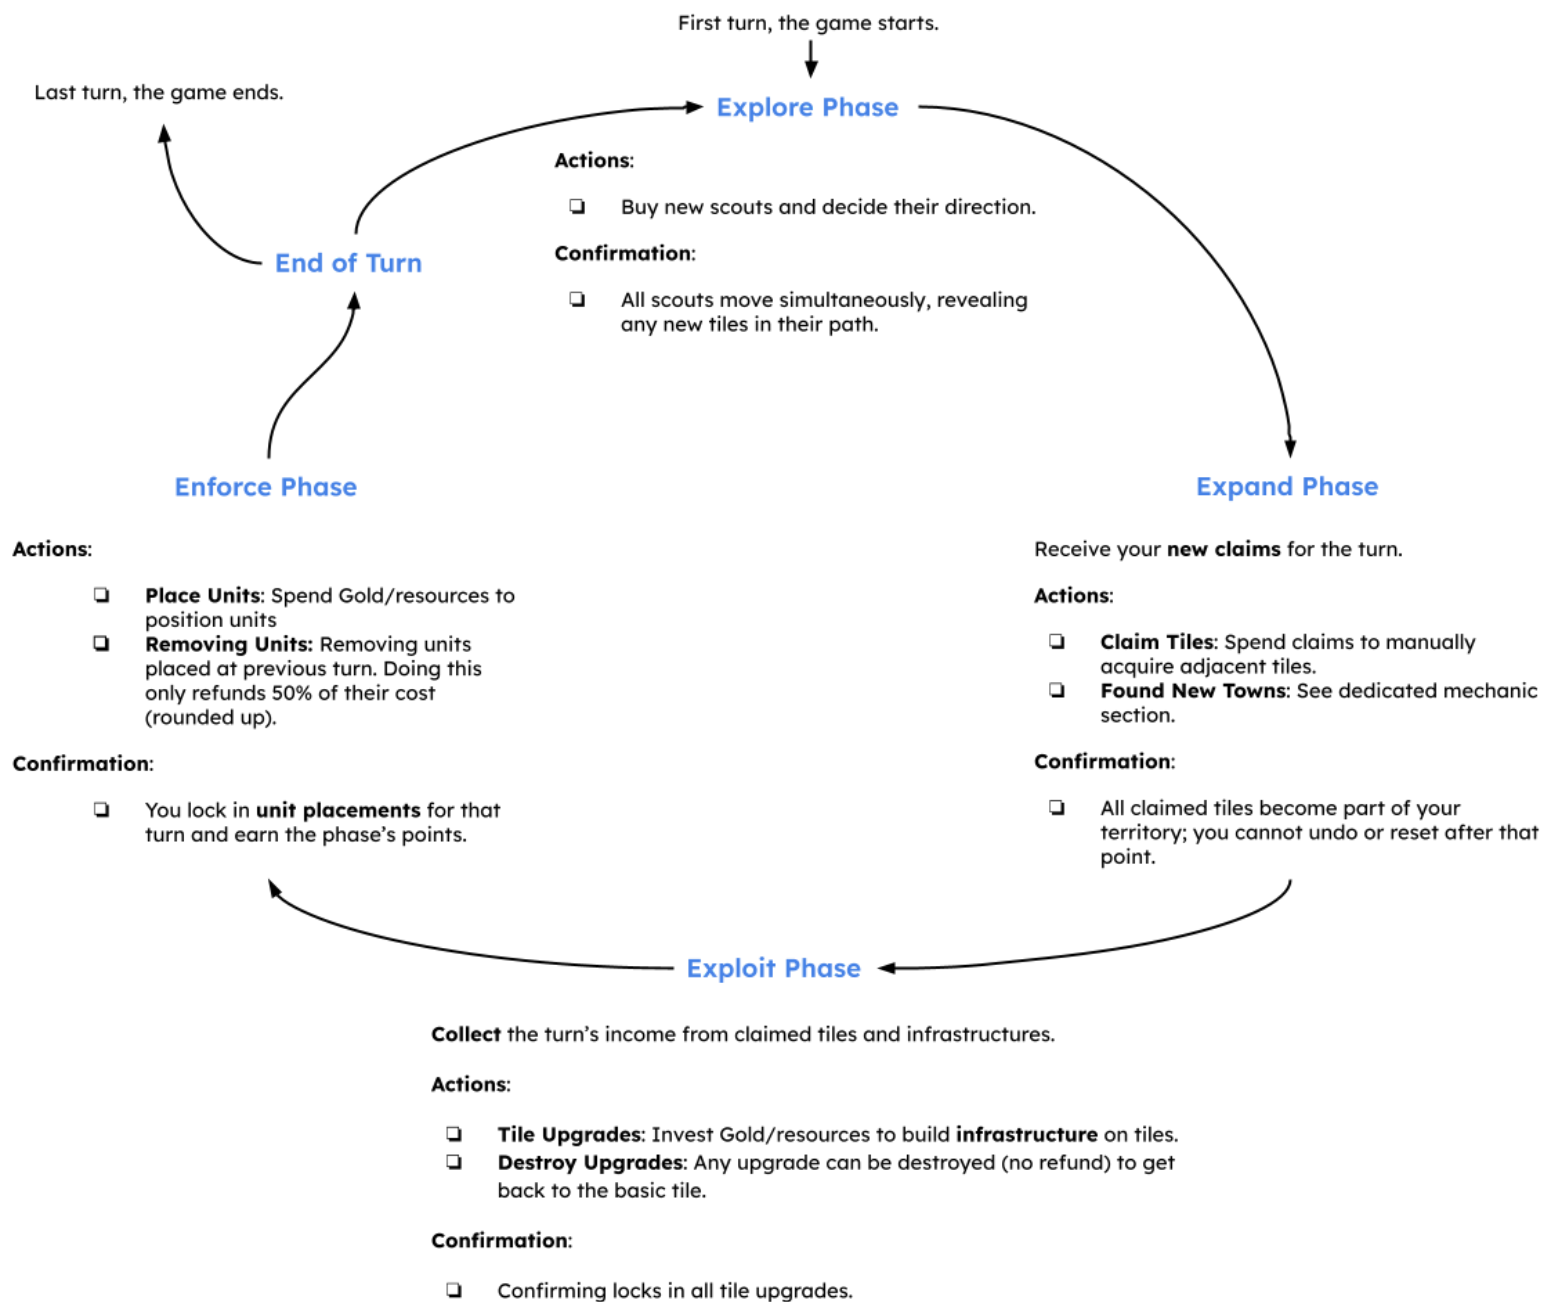 First turn, the game starts.
Last turn, the game ends.
Explore Phase
Actions:
❏ Buy new scouts and decide their direction.
Confirmation:
❏ All scouts move simultaneously, revealing
any new tiles in their path.
End of Turn
Enforce Phase
Actions:
❏ Place Units: Spend Gold/resources to
position units
❏ Removing Units: Removing units
placed at previous turn. Doing this
only refunds 50% of their cost
(rounded up).
Confirmation:
❏ You lock in unit placements for that
turn and earn the phase’s points.
Expand Phase
Receive your new claims for the turn.
Actions:
❏ Claim Tiles: Spend claims to manually
acquire adjacent tiles.
❏ Found New Towns: See dedicated mechanic
section.
Confirmation:
❏ All claimed tiles become part of your
territory; you cannot undo or reset after that
point.
Exploit Phase
Collect the turn’s income from claimed tiles and infrastructures.
Actions:
❏ Tile Upgrades: Invest Gold/resources to build infrastructure on tiles.
❏ Destroy Upgrades: Any upgrade can be destroyed (no refund) to get
back to the basic tile.
Confirmation:
❏ Confirming locks in all tile upgrades.